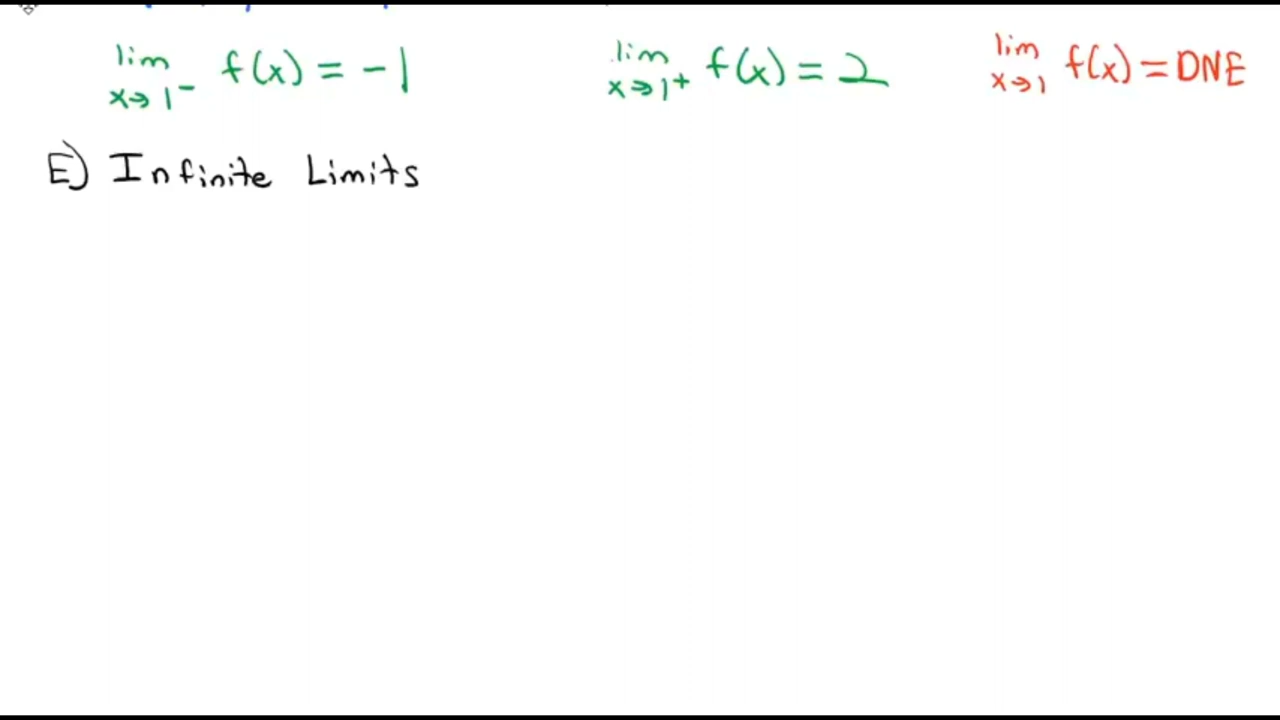 lim x→1⁻ f(x) = -1 lim x→1⁺ f(x) = 2 lim x→1 f(x) = DNE
E) Infinite Limits